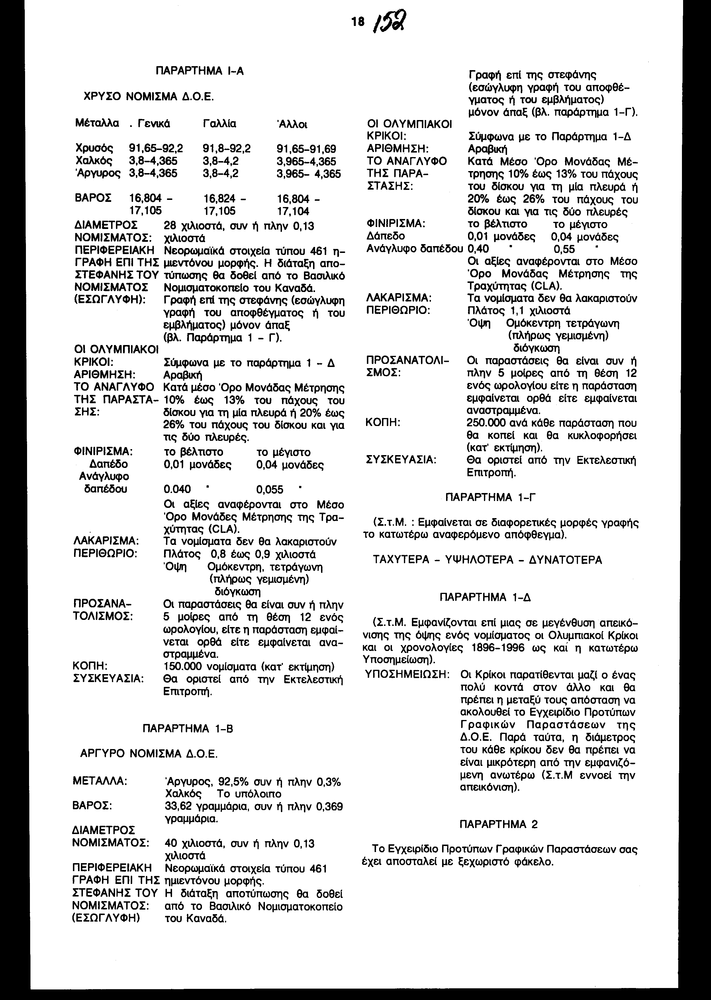 18 152
ΠΑΡΑΡΤΗΜΑ Ι-Α
ΧΡΥΣΟ ΝΟΜΙΣΜΑ Δ.Ο.Ε.
Μέταλλα . Γενικά Γαλλία Άλλοι
Χρυσός 91,65-92,2 91,8-92,2 91,65-91,69
Χαλκός 3,8-4,365 3,8-4,2 3,965-4,365
Άργυρος 3,8-4,365 3,8-4,2 3,965- 4,365
ΒΑΡΟΣ 16,804 - 16,824 - 16,804 -
17,105 17,105 17,104
ΔΙΑΜΕΤΡΟΣ 28 χιλιοστά, συν ή πλην 0,13
ΝΟΜΙΣΜΑΤΟΣ: χιλιοστά
ΠΕΡΙΦΕΡΕΙΑΚΗ Νεορωμαϊκά στοιχεία τύπου 461 η-
ΓΡΑΦΗ ΕΠΙ ΤΗΣ μιεντόνου μορφής. Η διάταξη απο-
ΣΤΕΦΑΝΗΣ ΤΟΥ τύπωσης θα δοθεί από το Βασιλικό
ΝΟΜΙΣΜΑΤΟΣ Νομισματοκοπείο του Καναδά.
(ΕΣΩΓΛΥΦΗ): Γραφή επί της στεφάνης (εσώγλυφη
γραφή του αποφθέγματος ή του
εμβλήματος) μόνον άπαξ
(βλ. Παράρτημα 1 - Γ).
ΟΙ ΟΛΥΜΠΙΑΚΟΙ
ΚΡΙΚΟΙ: Σύμφωνα με το παράρτημα 1 - Δ
ΑΡΙΘΜΗΣΗ: Αραβική
ΤΟ ΑΝΑΓΛΥΦΟ Κατά μέσο Όρο Μονάδας Μέτρησης
ΤΗΣ ΠΑΡΑΣΤΑ- 10% έως 13% του πάχους του
ΣΗΣ: δίσκου για τη μία πλευρά ή 20% έως
26% του πάχους του δίσκου και για
τις δύο πλευρές.
ΦΙΝΙΡΙΣΜΑ: το βέλτιστο το μέγιστο
Δαπέδο 0,01 μονάδες 0,04 μονάδες
Ανάγλυφο
δαπέδου 0.040 " 0,055 "
Οι αξίες αναφέρονται στο Μέσο
Όρο Μονάδες Μέτρησης της Τρα-
χύτητας (CLA).
ΛΑΚΑΡΙΣΜΑ: Τα νομίσματα δεν θα λακαριστούν
ΠΕΡΙΘΩΡΙΟ: Πλάτος 0,8 έως 0,9 χιλιοστά
Όψη Ομόκεντρη, τετράγωνη
(πλήρως γεμισμένη)
διόγκωση
ΠΡΟΣΑΝΑ- Οι παραστάσεις θα είναι συν ή πλην
ΤΟΛΙΣΜΟΣ: 5 μοίρες από τη θέση 12 ενός
ωρολογίου, είτε η παράσταση εμφαί-
νεται ορθά είτε εμφαίνεται ανα-
στραμμένα.
ΚΟΠΗ: 150.000 νομίσματα (κατ' εκτίμηση)
ΣΥΣΚΕΥΑΣΙΑ: Θα οριστεί από την Εκτελεστική
Επιτροπή.
ΠΑΡΑΡΤΗΜΑ 1-Β
ΑΡΓΥΡΟ ΝΟΜΙΣΜΑ Δ.Ο.Ε.
ΜΕΤΑΛΛΑ: Άργυρος, 92,5% συν ή πλην 0,3%
Χαλκός Το υπόλοιπο
ΒΑΡΟΣ: 33,62 γραμμάρια, συν ή πλην 0,369
γραμμάρια.
ΔΙΑΜΕΤΡΟΣ
ΝΟΜΙΣΜΑΤΟΣ: 40 χιλιοστά, συν ή πλην 0,13
χιλιοστά
ΠΕΡΙΦΕΡΕΙΑΚΗ Νεορωμαϊκά στοιχεία τύπου 461
ΓΡΑΦΗ ΕΠΙ ΤΗΣ ημιεντόνου μορφής.
ΣΤΕΦΑΝΗΣ ΤΟΥ Η διάταξη αποτύπωσης θα δοθεί
ΝΟΜΙΣΜΑΤΟΣ: από το Βασιλικό Νομισματοκοπείο
(ΕΣΩΓΛΥΦΗ) του Καναδά.
Γραφή επί της στεφάνης
(εσώγλυφη γραφή του αποφθέ-
γματος ή του εμβλήματος)
μόνον άπαξ (βλ. παράρτημα 1-Γ).
ΟΙ ΟΛΥΜΠΙΑΚΟΙ
ΚΡΙΚΟΙ: Σύμφωνα με το Παράρτημα 1-Δ
ΑΡΙΘΜΗΣΗ: Αραβική
ΤΟ ΑΝΑΓΛΥΦΟ Κατά Μέσο Όρο Μονάδας Μέ-
ΤΗΣ ΠΑΡΑ- τρησης 10% έως 13% του πάχους
ΣΤΑΣΗΣ: του δίσκου για τη μία πλευρά ή
20% έως 26% του πάχους του
δίσκου και για τις δύο πλευρές
ΦΙΝΙΡΙΣΜΑ: το βέλτιστο το μέγιστο
Δάπεδο 0,01 μονάδες 0,04 μονάδες
Ανάγλυφο δαπέδου 0,40 " 0,55 "
Οι αξίες αναφέρονται στο Μέσο
Όρο Μονάδας Μέτρησης της
Τραχύτητας (CLA).
ΛΑΚΑΡΙΣΜΑ: Τα νομίσματα δεν θα λακαριστούν
ΠΕΡΙΘΩΡΙΟ: Πλάτος 1,1 χιλιοστά
Όψη Ομόκεντρη τετράγωνη
(πλήρως γεμισμένη)
διόγκωση
ΠΡΟΣΑΝΑΤΟΛΙ- Οι παραστάσεις θα είναι συν ή
ΣΜΟΣ: πλην 5 μοίρες από τη θέση 12
ενός ωρολογίου είτε η παράσταση
εμφαίνεται ορθά είτε εμφαίνεται
αναστραμμένα.
ΚΟΠΗ: 250.000 ανά κάθε παράσταση που
θα κοπεί και θα κυκλοφορήσει
(κατ' εκτίμηση).
ΣΥΣΚΕΥΑΣΙΑ: Θα οριστεί από την Εκτελεστική
Επιτροπή.
ΠΑΡΑΡΤΗΜΑ 1-Γ
(Σ.τ.Μ. : Εμφαίνεται σε διαφορετικές μορφές γραφής
το κατωτέρω αναφερόμενο απόφθεγμα).
ΤΑΧΥΤΕΡΑ - ΥΨΗΛΟΤΕΡΑ - ΔΥΝΑΤΟΤΕΡΑ
ΠΑΡΑΡΤΗΜΑ 1-Δ
(Σ.τ.Μ. Εμφανίζονται επί μιας σε μεγένθυση απεικό-
νισης της όψης ενός νομίσματος οι Ολυμπιακοί Κρίκοι
και οι χρονολογίες 1896-1996 ως καί η κατωτέρω
Υποσημείωση).
ΥΠΟΣΗΜΕΙΩΣΗ: Οι Κρίκοι παρατίθενται μαζί ο ένας
πολύ κοντά στον άλλο και θα
πρέπει η μεταξύ τους απόσταση να
ακολουθεί το Εγχειρίδιο Προτύπων
Γραφικών Παραστάσεων της
Δ.Ο.Ε. Παρά ταύτα, η διάμετρος
του κάθε κρίκου δεν θα πρέπει να
είναι μικρότερη από την εμφανιζό-
μενη ανωτέρω (Σ.τ.Μ εννοεί την
απεικόνιση).
ΠΑΡΑΡΤΗΜΑ 2
Το Εγχειρίδιο Προτύπων Γραφικών Παραστάσεων σας
έχει αποσταλεί με ξεχωριστό φάκελο.